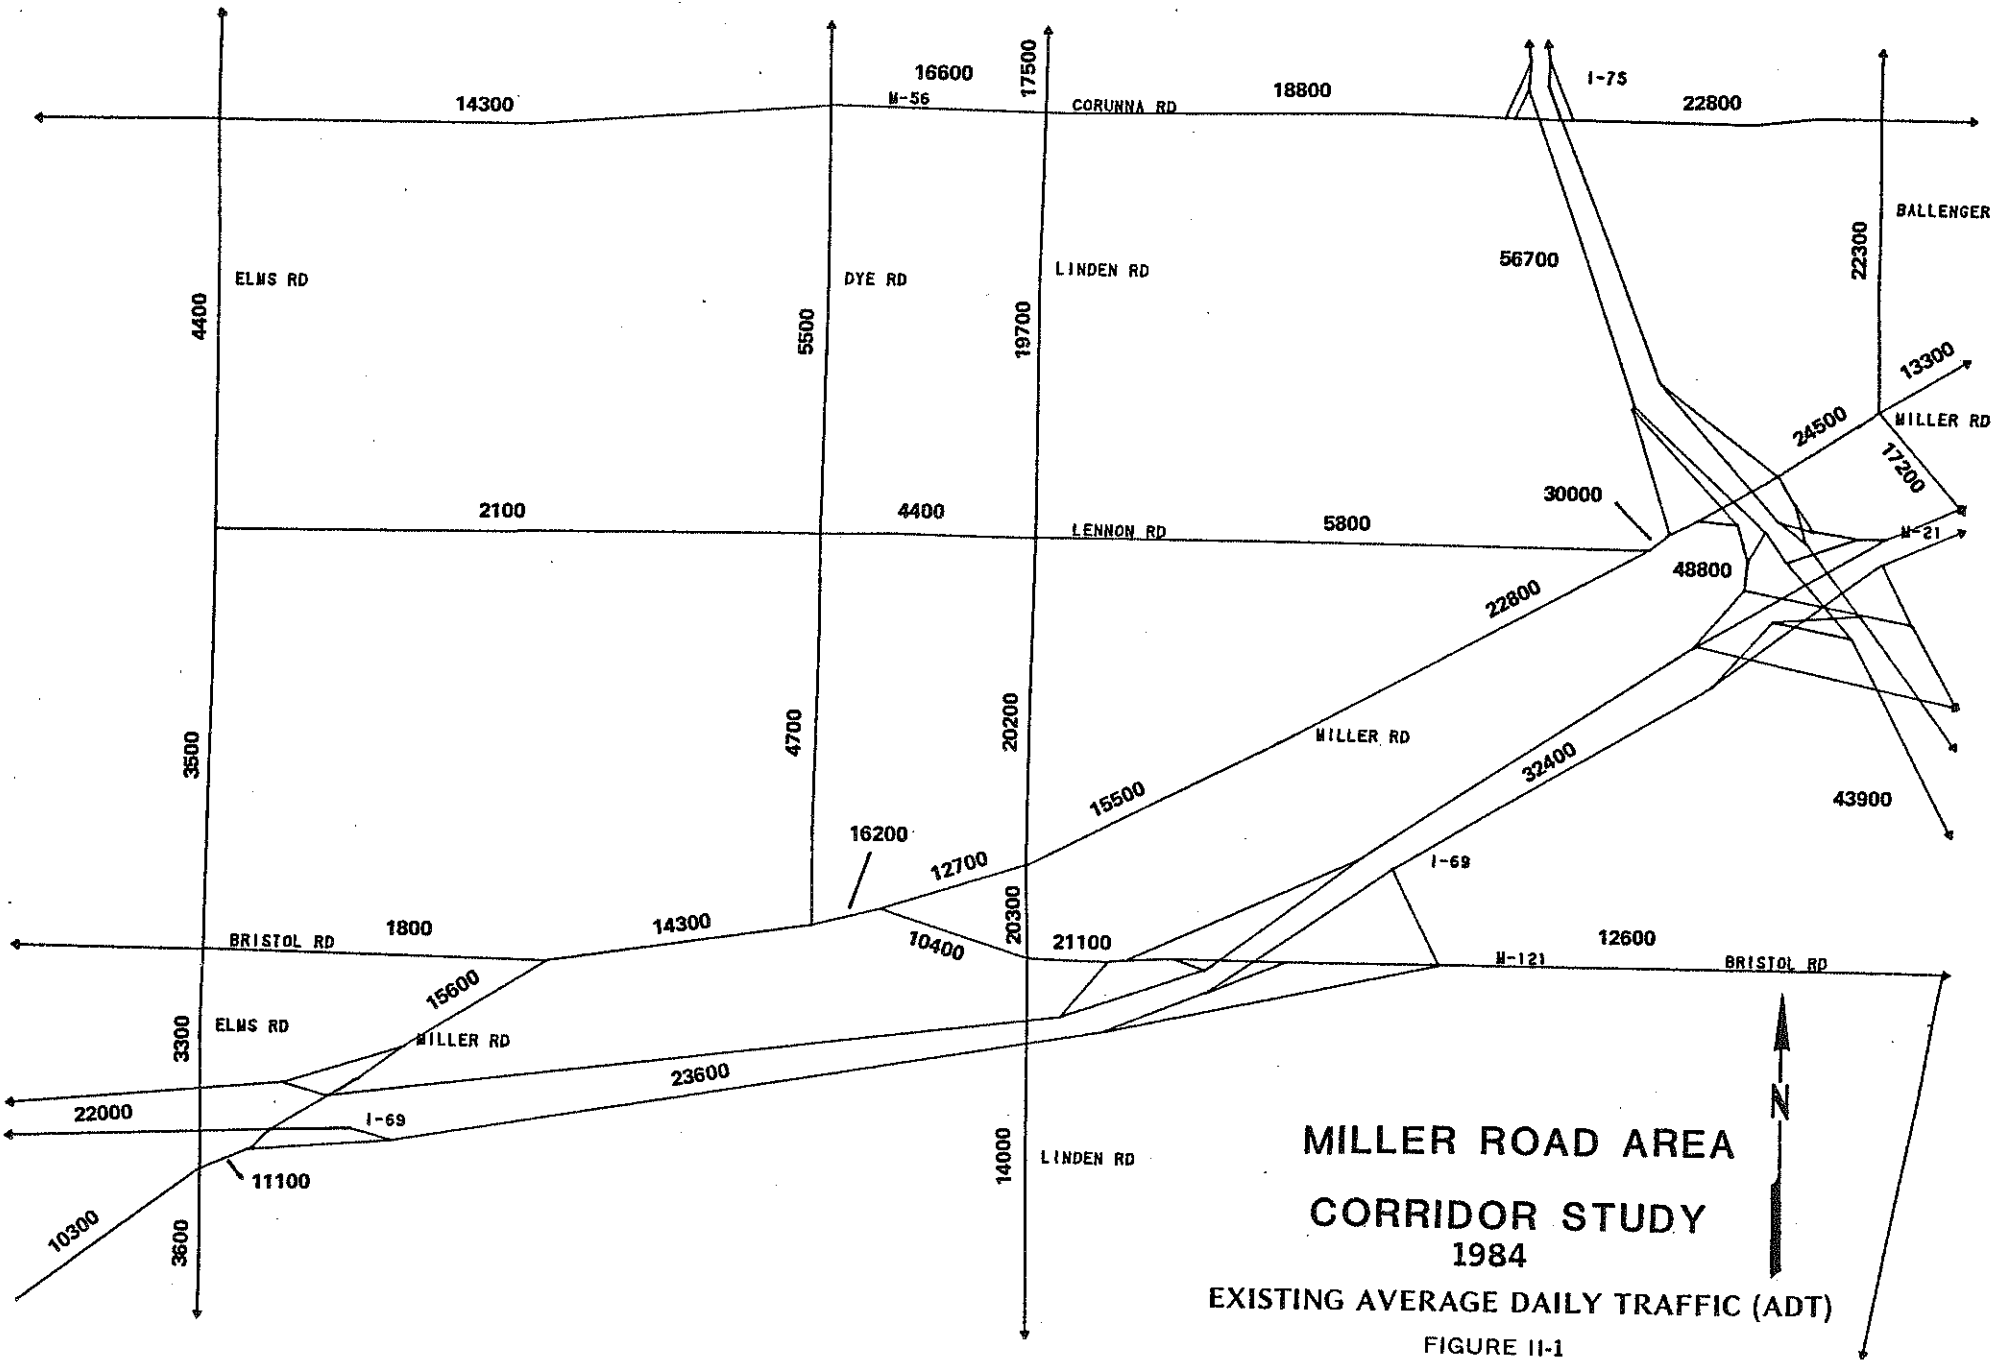 17500
16600
I-75
14300
M-56
CORUNNA RD
18800
22800
BALLENGER
22300
56700
ELMS RD
DYE RD
LINDEN RD
4400
5500
19700
13300
24500
MILLER RD
17200
30000
2100
4400
LENNON RD
5800
M-21
48800
22800
3500
4700
20200
MILLER RD
32400
15500
43900
16200
12700
I-69
20300
1800
14300
BRISTOL RD
10400
21100
12600
M-121
BRISTOL RD
15600
ELMS RD
3300
MILLER RD
23600
22000
I-69
N
11100
14000
LINDEN RD
10300
3600
MILLER ROAD AREA
CORRIDOR STUDY
1984
EXISTING AVERAGE DAILY TRAFFIC (ADT)
FIGURE II-1